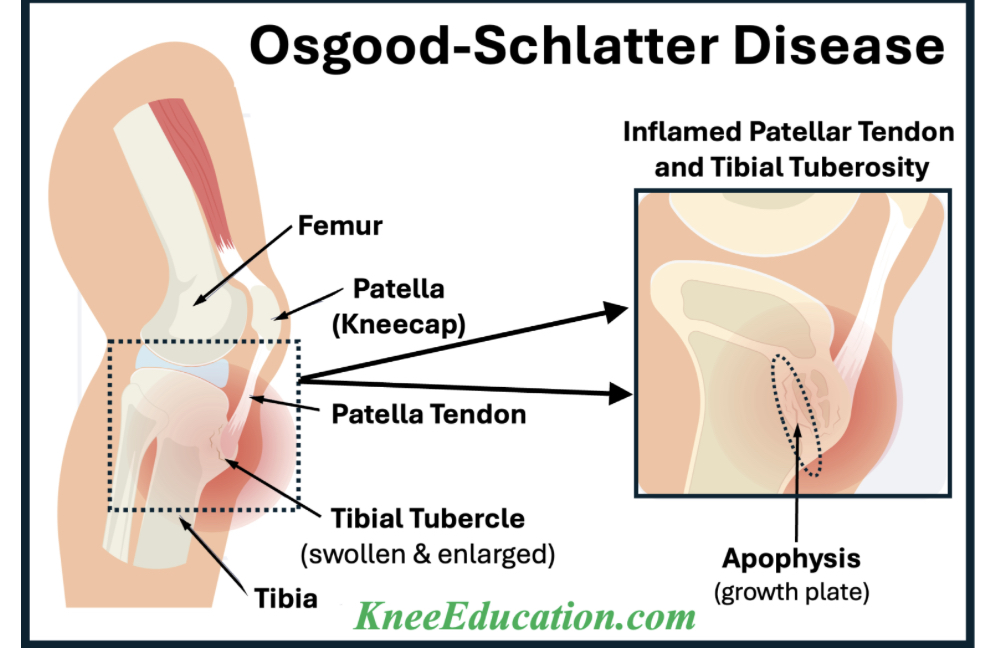 Osgood-Schlatter Disease
Inflamed Patellar Tendon
and Tibial Tuberosity
Femur
Patella
(Kneecap)
Patella Tendon
Tibial Tubercle
(swollen & enlarged)
Apophysis
(growth plate)
Tibia
KneeEducation.com